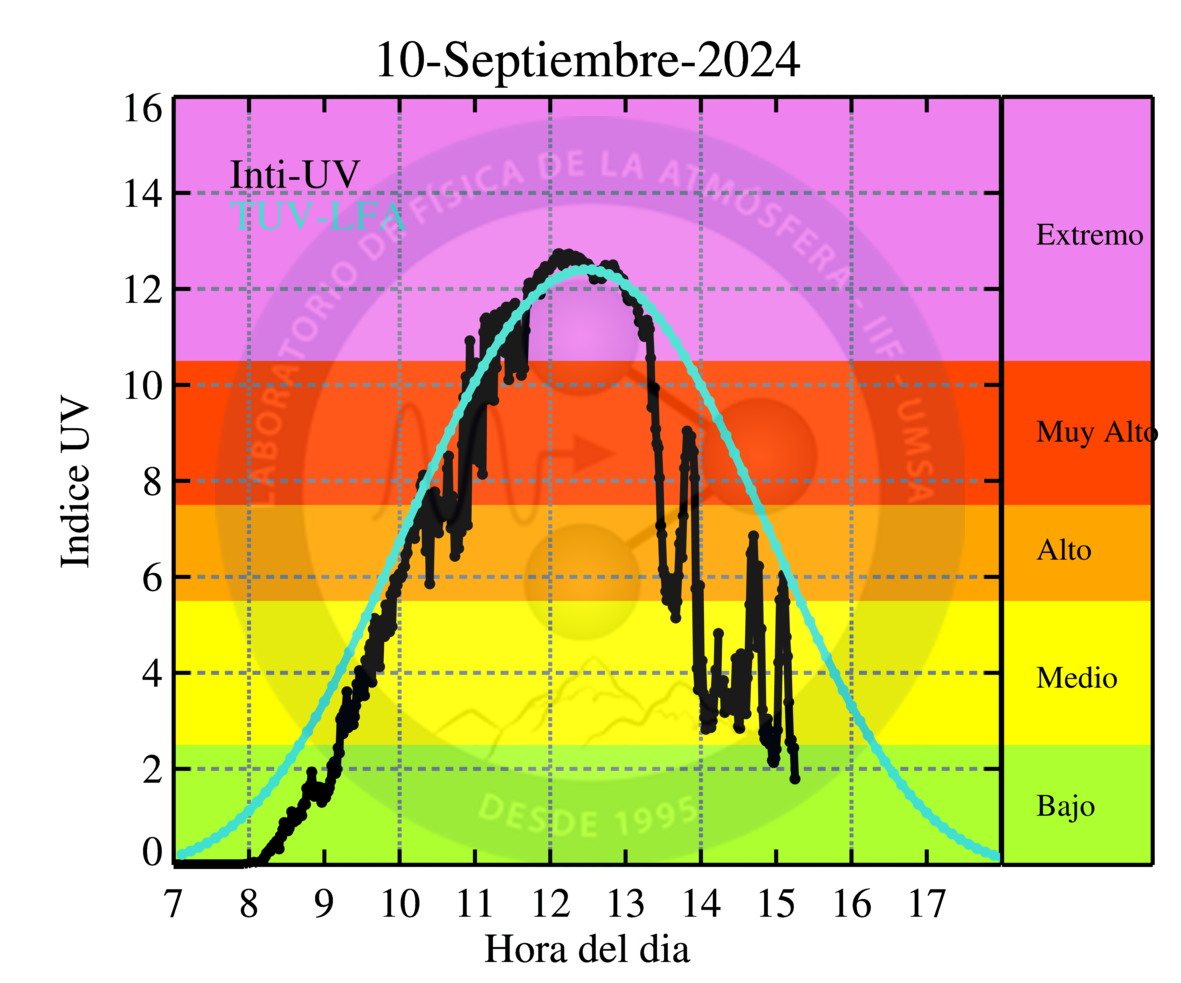 10-Septiembre-2024
Indice UV
16
14
12
10
8
6
4
2
0
Inti-UV
TUV-LFA
LABORATORIO DE FÍSICA DE LA ATMÓSFERA - IIF - UMSA
DESDE 1995
Extremo
Muy Alto
Alto
Medio
Bajo
7 8 9 10 11 12 13 14 15 16 17
Hora del dia